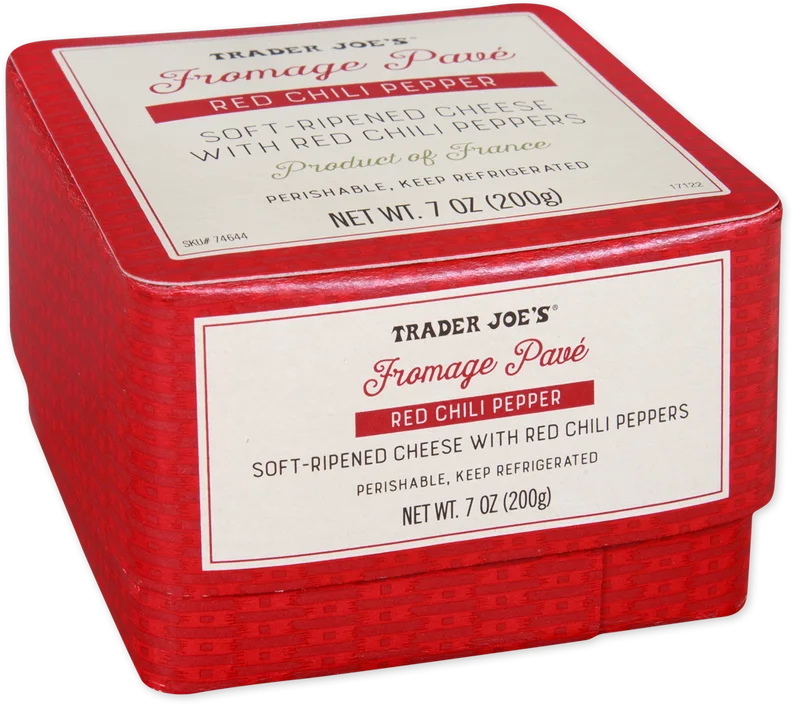 TRADER JOE'S®
Fromage Pavé
RED CHILI PEPPER
SOFT-RIPENED CHEESE
WITH RED CHILI PEPPERS
Product of France
PERISHABLE, KEEP REFRIGERATED
NET WT. 7 OZ (200g)
SKU# 74644
17122
TRADER JOE'S®
Fromage Pavé
RED CHILI PEPPER
SOFT-RIPENED CHEESE WITH RED CHILI PEPPERS
PERISHABLE, KEEP REFRIGERATED
NET WT. 7 OZ (200g)